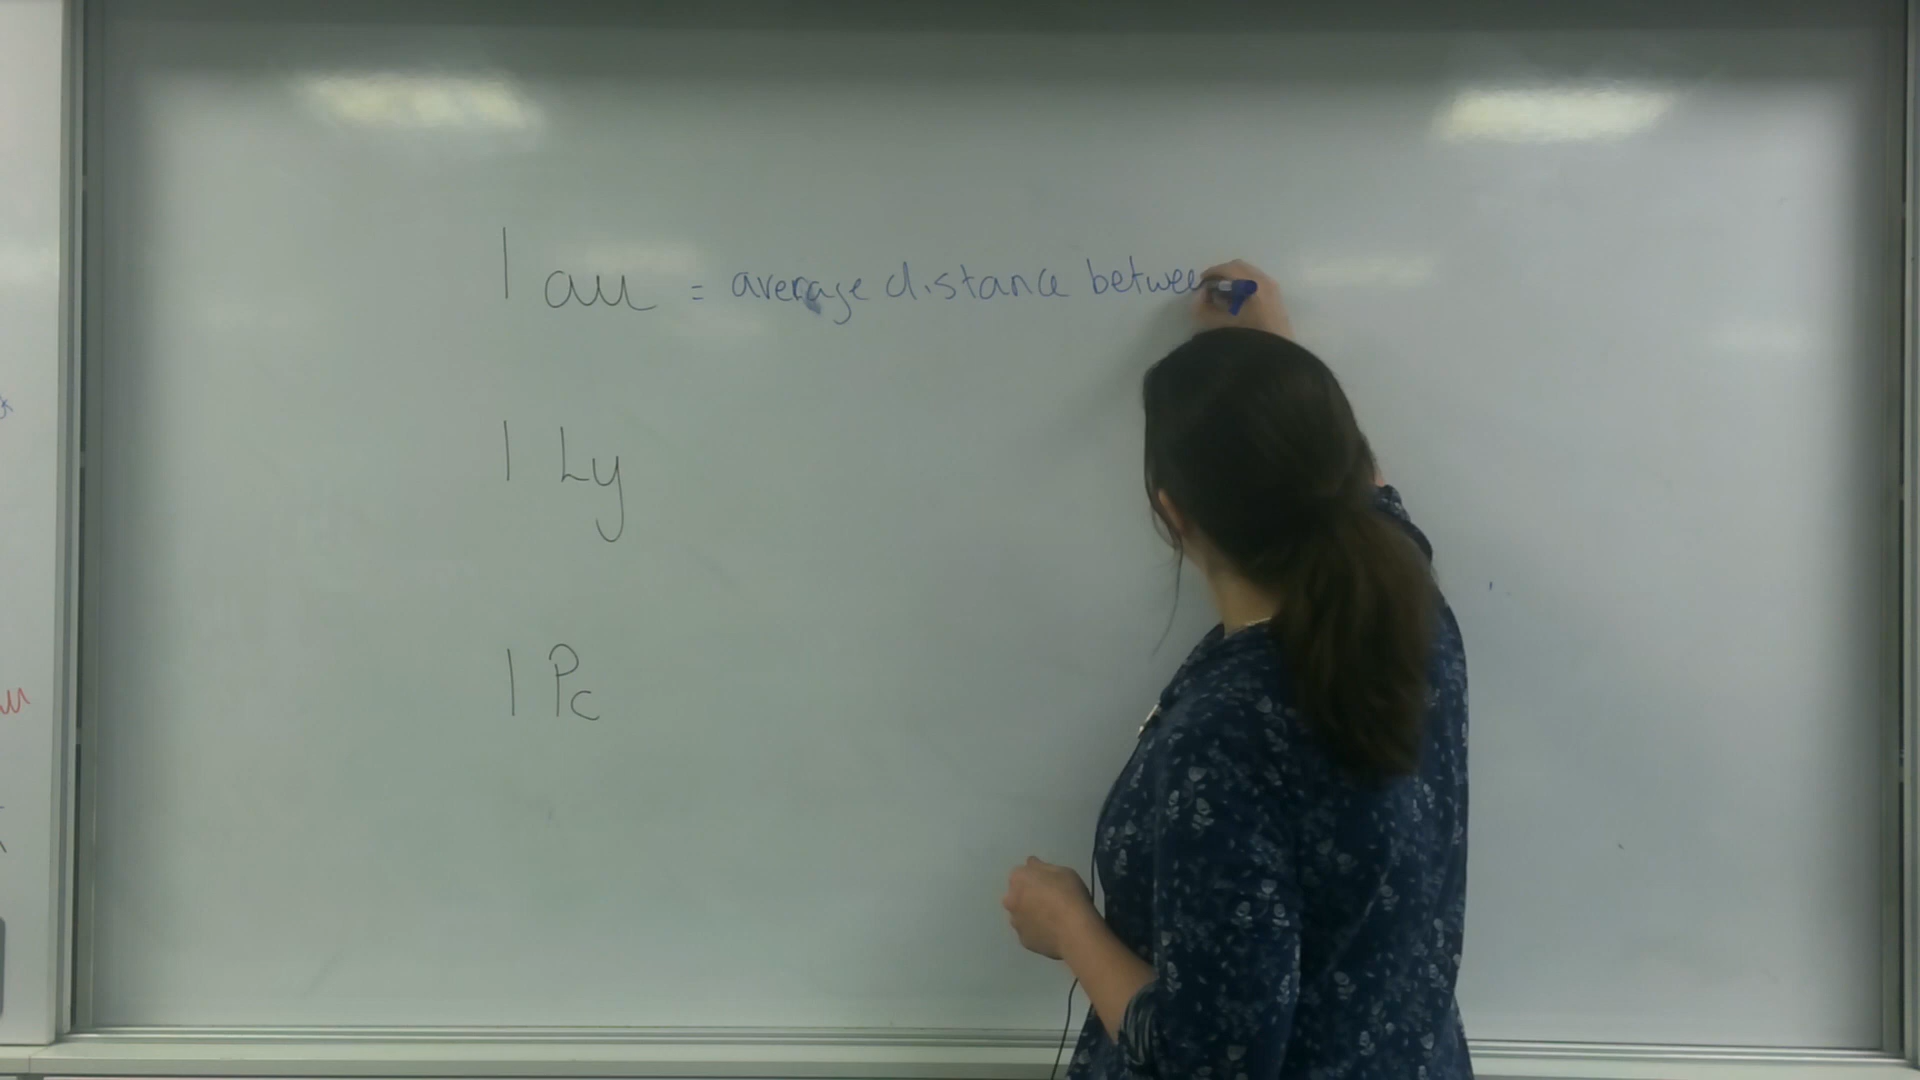 1 au = average distance between
1 Ly
1 Pc